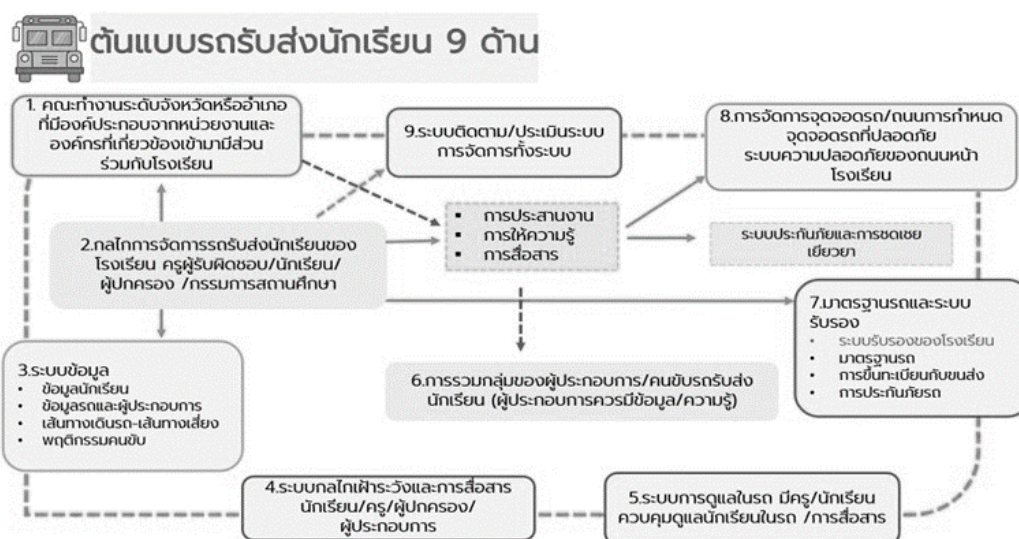 ต้นแบบรถรับส่งนักเรียน 9 ด้าน
1. คณะทำงานระดับจังหวัดหรืออำเภอ
ที่มีองค์ประกอบจากหน่วยงานและ
องค์กรที่เกี่ยวข้องเข้ามามีส่วน
ร่วมกับโรงเรียน
9.ระบบติดตาม/ประเมินระบบ
การจัดการทั้งระบบ
8.การจัดการจุดจอดรถ/ถนนการกำหนด
จุดจอดรถที่ปลอดภัย
ระบบความปลอดภัยของถนนหน้า
โรงเรียน
2.กลไกการจัดการรถรับส่งนักเรียนของ
โรงเรียน ครูผู้รับผิดชอบ/นักเรียน/
ผู้ปกครอง /กรรมการสถานศึกษา
▪ การประสานงาน
▪ การให้ความรู้
▪ การสื่อสาร
ระบบประกันภัยและการชดเชย
เยียวยา
7.มาตรฐานรถและระบบ
รับรอง
• ระบบรับรองของโรงเรียน
• มาตรฐานรถ
• การขึ้นทะเบียนกับขนส่ง
• การประกันภัยรถ
3.ระบบข้อมูล
• ข้อมูลนักเรียน
• ข้อมูลรถและผู้ประกอบการ
• เส้นทางเดินรถ-เส้นทางเสี่ยง
• พฤติกรรมคนขับ
6.การรวมกลุ่มของผู้ประกอบการ/คนขับรถรับส่ง
นักเรียน (ผู้ประกอบการควรมีข้อมูล/ความรู้)
4.ระบบกลไกเฝ้าระวังและการสื่อสาร
นักเรียน/ครู/ผู้ปกครอง/
ผู้ประกอบการ
5.ระบบการดูแลในรถ มีครู/นักเรียน
ควบคุมดูแลนักเรียนในรถ /การสื่อสาร